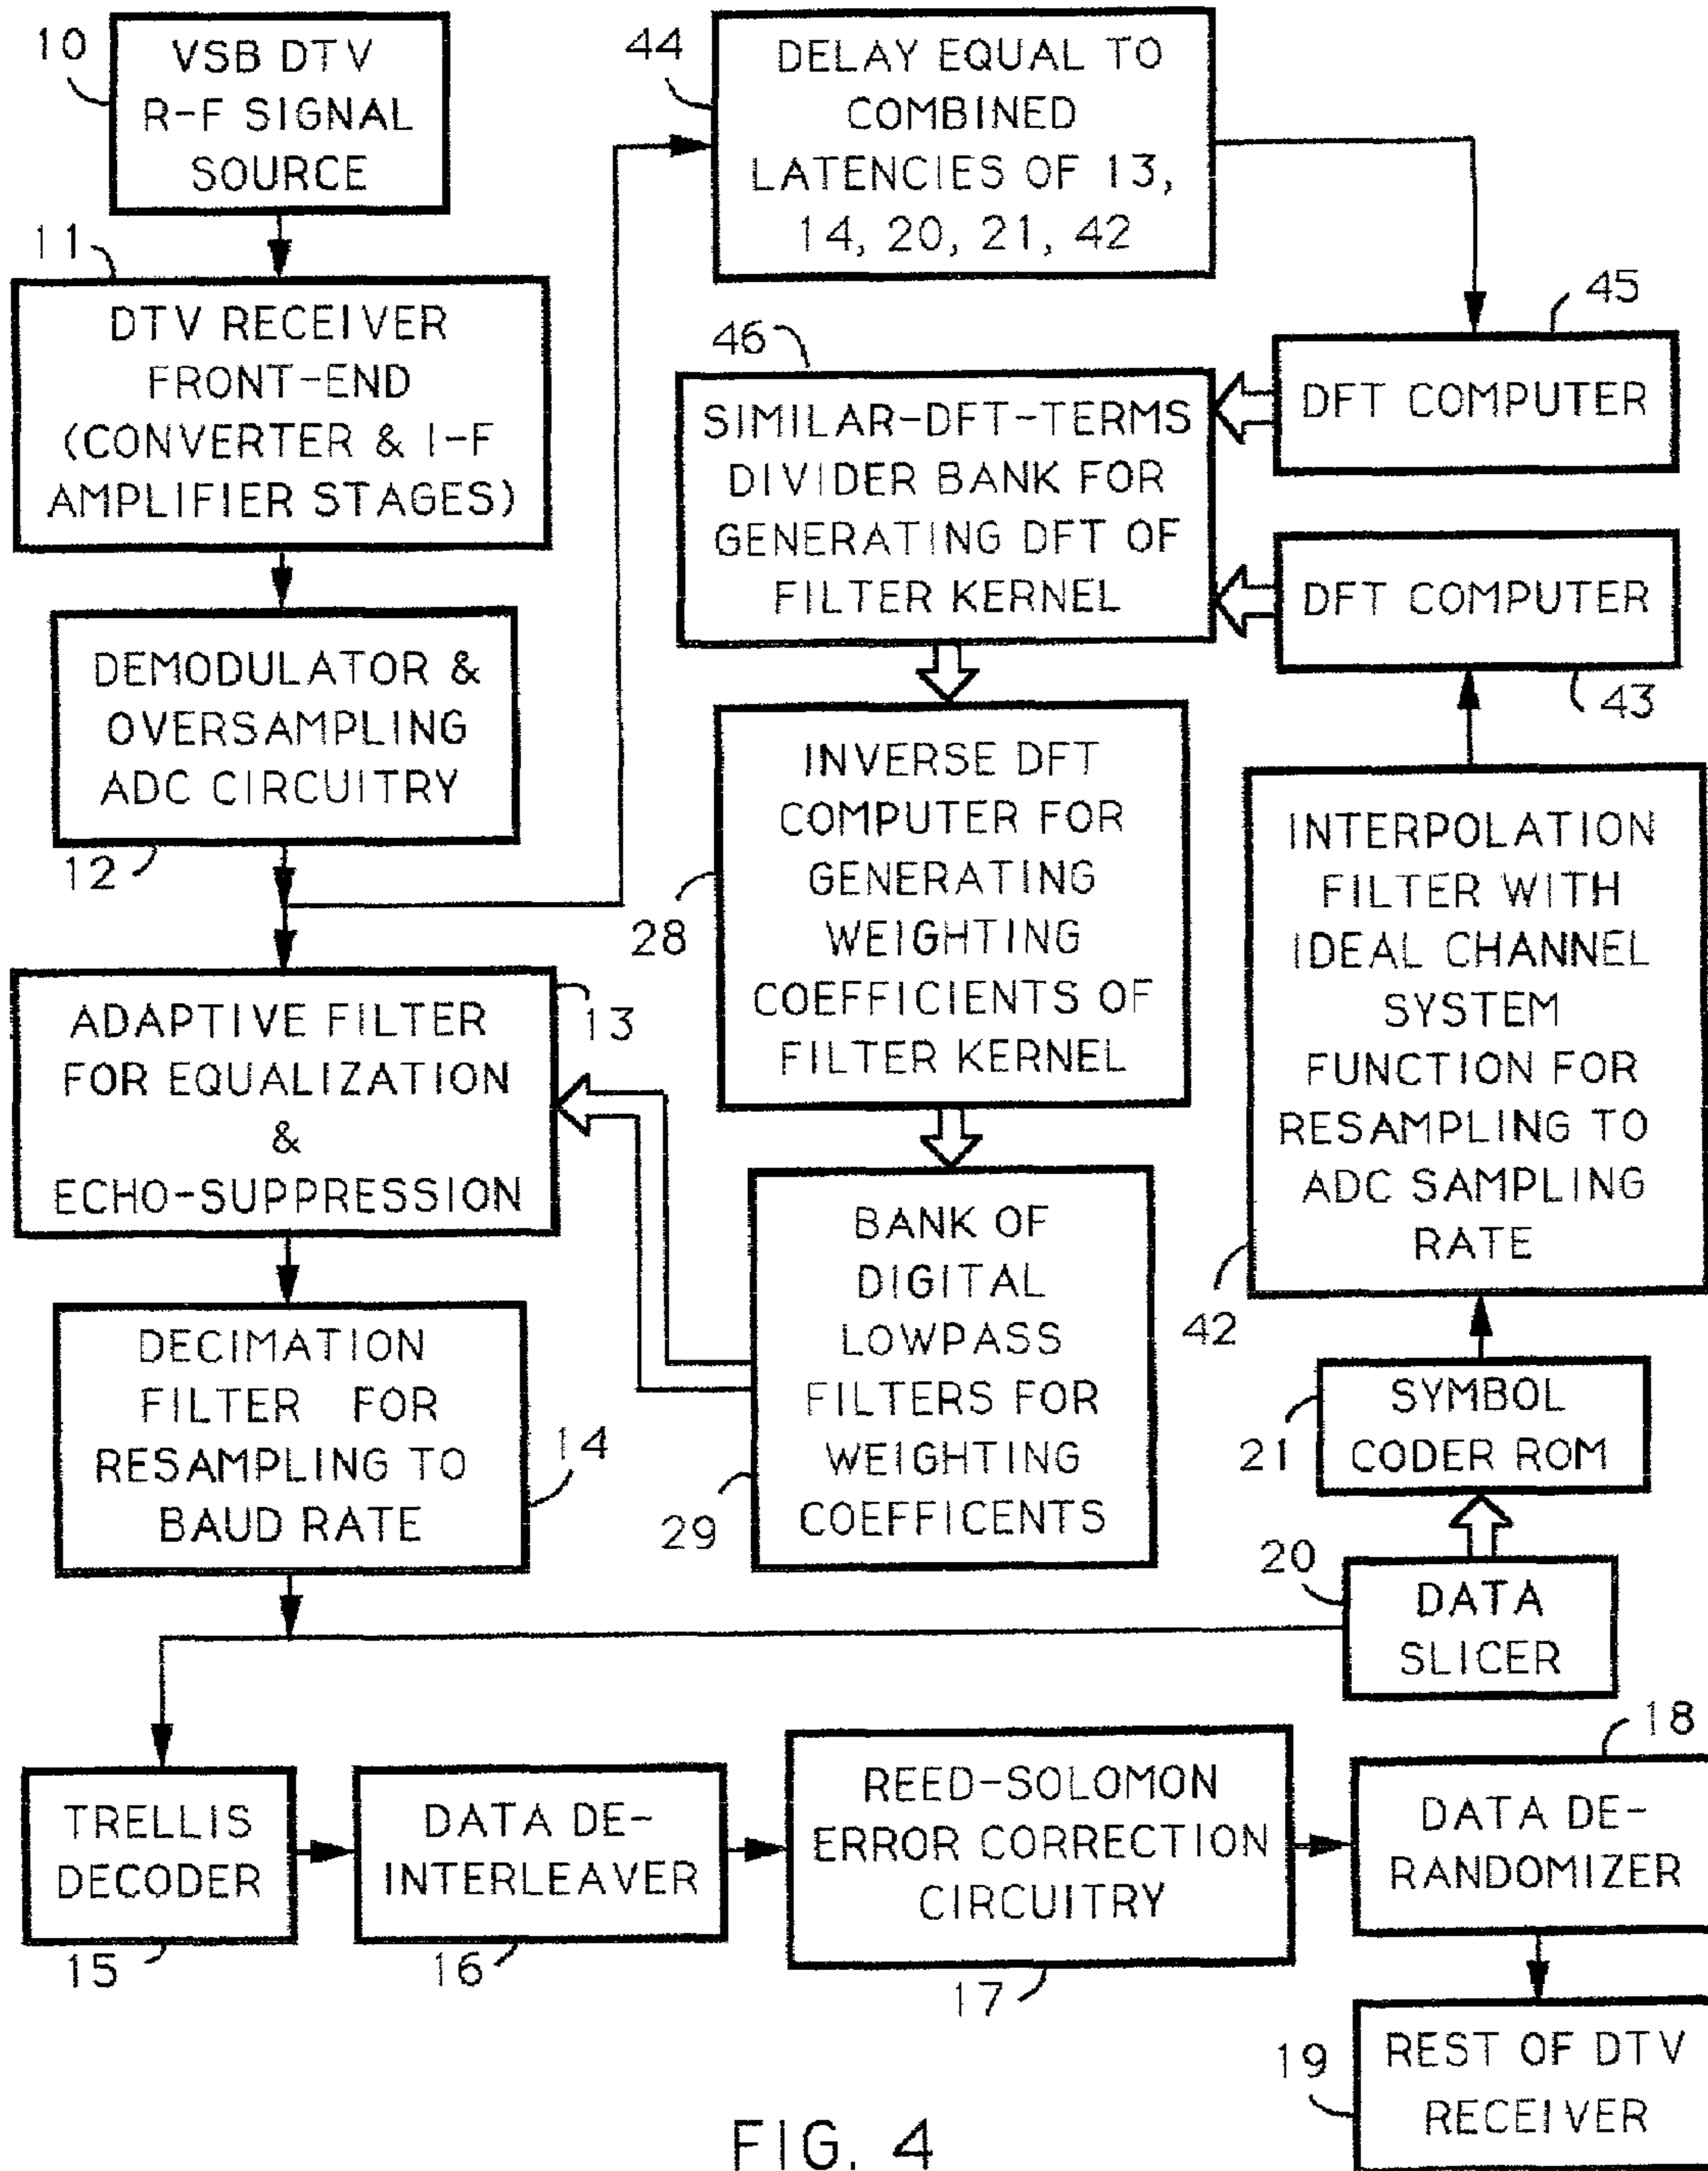 10
VSB DTV
R-F SIGNAL
SOURCE
11
DTV RECEIVER
FRONT-END
(CONVERTER & I-F
AMPLIFIER STAGES)
DEMODULATOR &
OVERSAMPLING
ADC CIRCUITRY
12
ADAPTIVE FILTER
FOR EQUALIZATION
&
ECHO-SUPPRESSION
13
DECIMATION
FILTER FOR
RESAMPLING TO
BAUD RATE
14
44
DELAY EQUAL TO
COMBINED
LATENCIES OF 13,
14, 20, 21, 42
45
DFT COMPUTER
46
SIMILAR-DFT-TERMS
DIVIDER BANK FOR
GENERATING DFT OF
FILTER KERNEL
DFT COMPUTER
43
INVERSE DFT
COMPUTER FOR
GENERATING
WEIGHTING
COEFFICIENTS OF
FILTER KERNEL
28
BANK OF
DIGITAL
LOWPASS
FILTERS FOR
WEIGHTING
COEFFICENTS
29
INTERPOLATION
FILTER WITH
IDEAL CHANNEL
SYSTEM
FUNCTION FOR
RESAMPLING TO
ADC SAMPLING
RATE
42
SYMBOL
CODER ROM
21
20
DATA
SLICER
TRELLIS
DECODER
15
DATA DE-
INTERLEAVER
16
REED-SOLOMON
ERROR CORRECTION
CIRCUITRY
17
18
DATA DE-
RANDOMIZER
19
REST OF DTV
RECEIVER
FIG. 4